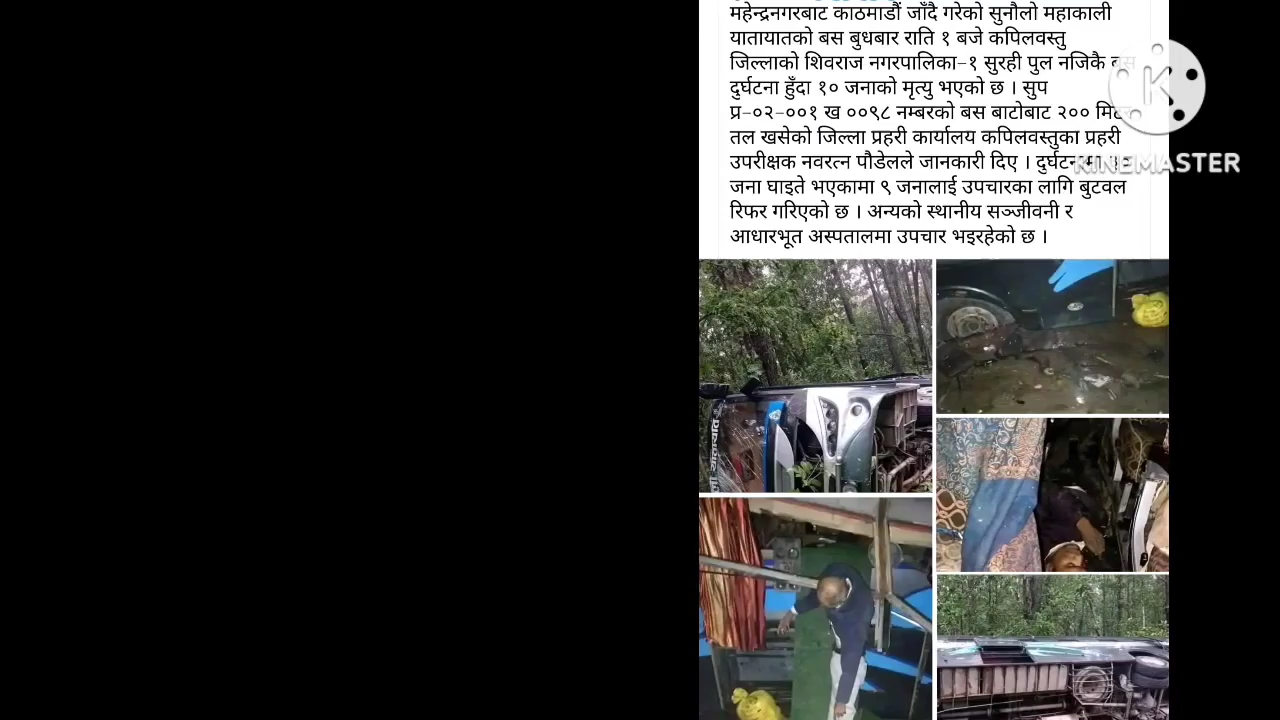 महेन्द्रनगरबाट काठमाडौं जाँदै गरेको सुनौलो महाकाली
यातायातको बस बुधबार राति १ बजे कपिलवस्तु
जिल्लाको शिवराज नगरपालिका-१ सुरही पुल नजिकै बस
दुर्घटना हुँदा १० जनाको मृत्यु भएको छ । सुप
प्र-०२-००१ ख ००९८ नम्बरको बस बाटोबाट २०० मिटर
तल खसेको जिल्ला प्रहरी कार्यालय कपिलवस्तुका प्रहरी
उपरीक्षक नवरत्न पौडेलले जानकारी दिए । दुर्घटनामा
जना घाइते भएकामा ९ जनालाई उपचारका लागि बुटवल
रिफर गरिएको छ । अन्यको स्थानीय सञ्जीवनी र
आधारभूत अस्पतालमा उपचार भइरहेको छ ।
KINEMASTER